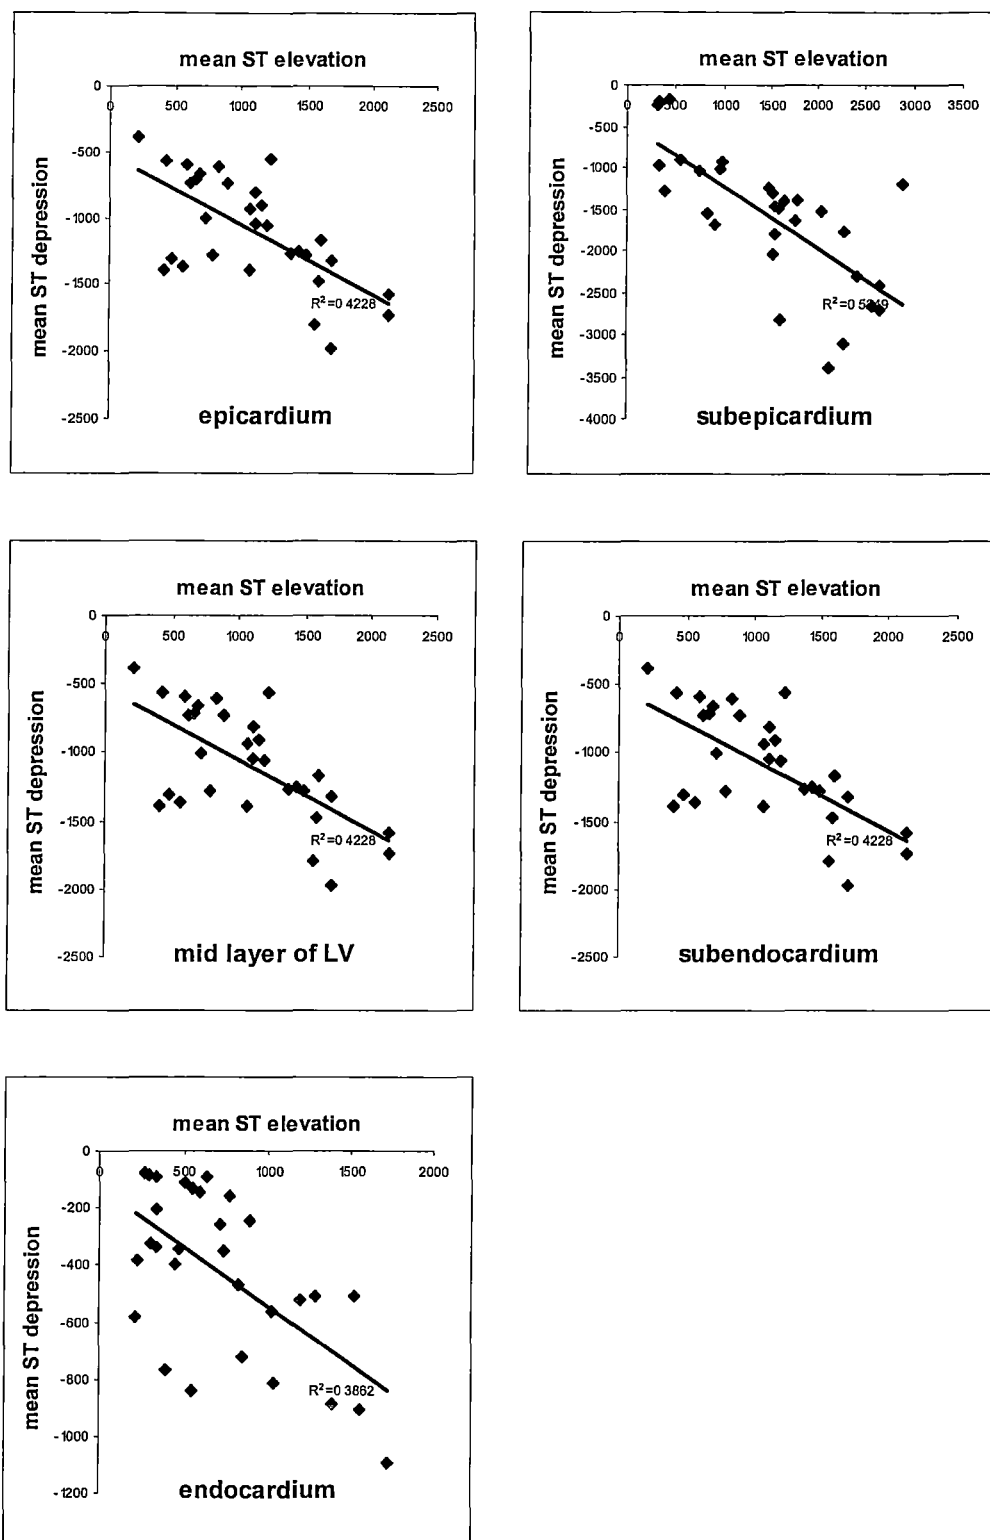 mean ST elevation
0
0 500 1000 1500 2000 2500
-500
-1000
-1500
-2000
-2500
mean ST depression
R²=0 4228
epicardium
mean ST elevation
0
0 500 1000 1500 2000 2500 3000 3500
-500
-1000
-1500
-2000
-2500
-3000
-3500
-4000
mean ST depression
R²=0
subepicardium
mean ST elevation
0
0 500 1000 1500 2000 2500
-500
-1000
-1500
-2000
-2500
mean ST depression
R²=0 4228
mid layer of LV
mean ST elevation
0
0 500 1000 1500 2000 2500
-500
-1000
-1500
-2000
-2500
mean ST depression
R²=0 4228
subendocardium
mean ST elevation
0
0 500 1000 1500 2000
-200
-400
-600
-800
-1000
-1200
mean ST depression
R²=0 3862
endocardium